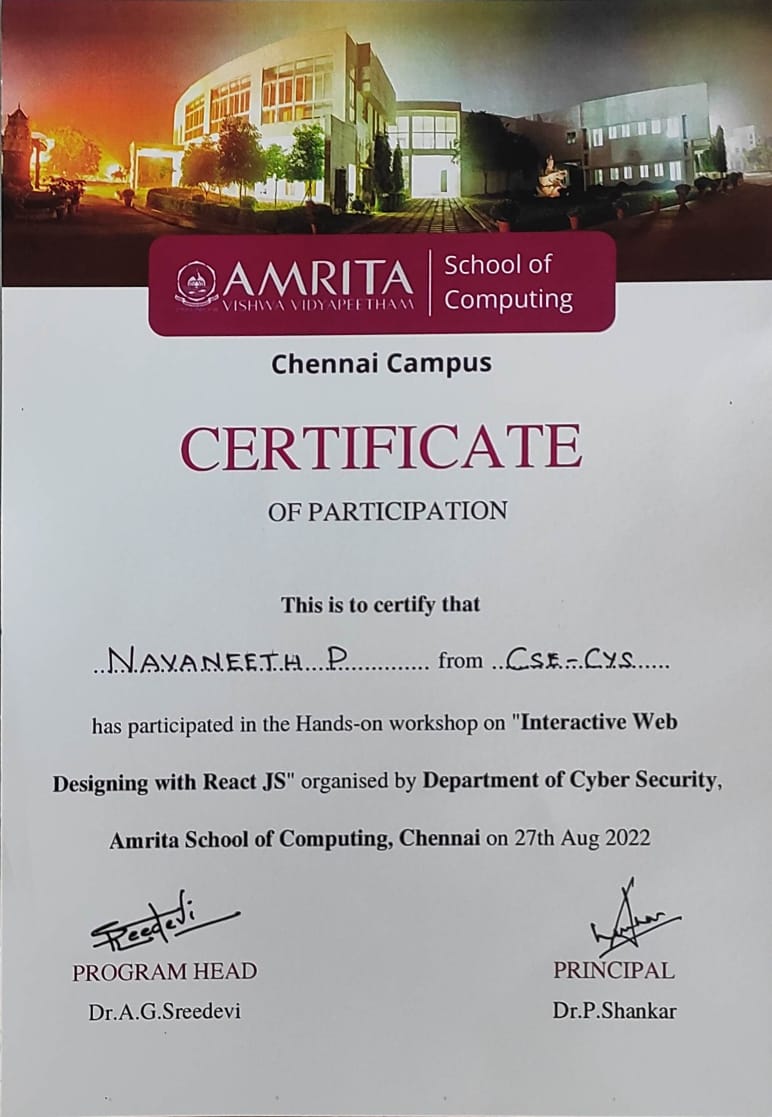 AMRITA
VISHWA VIDYAPEETHAM
School of
Computing
Chennai Campus
CERTIFICATE
OF PARTICIPATION
This is to certify that
..NAVANEETH P............ from ..CSE-CYS......
has participated in the Hands-on workshop on "Interactive Web
Designing with React JS" organised by Department of Cyber Security,
Amrita School of Computing, Chennai on 27th Aug 2022
Sreedevi
PROGRAM HEAD
Dr.A.G.Sreedevi
PRINCIPAL
Dr.P.Shankar